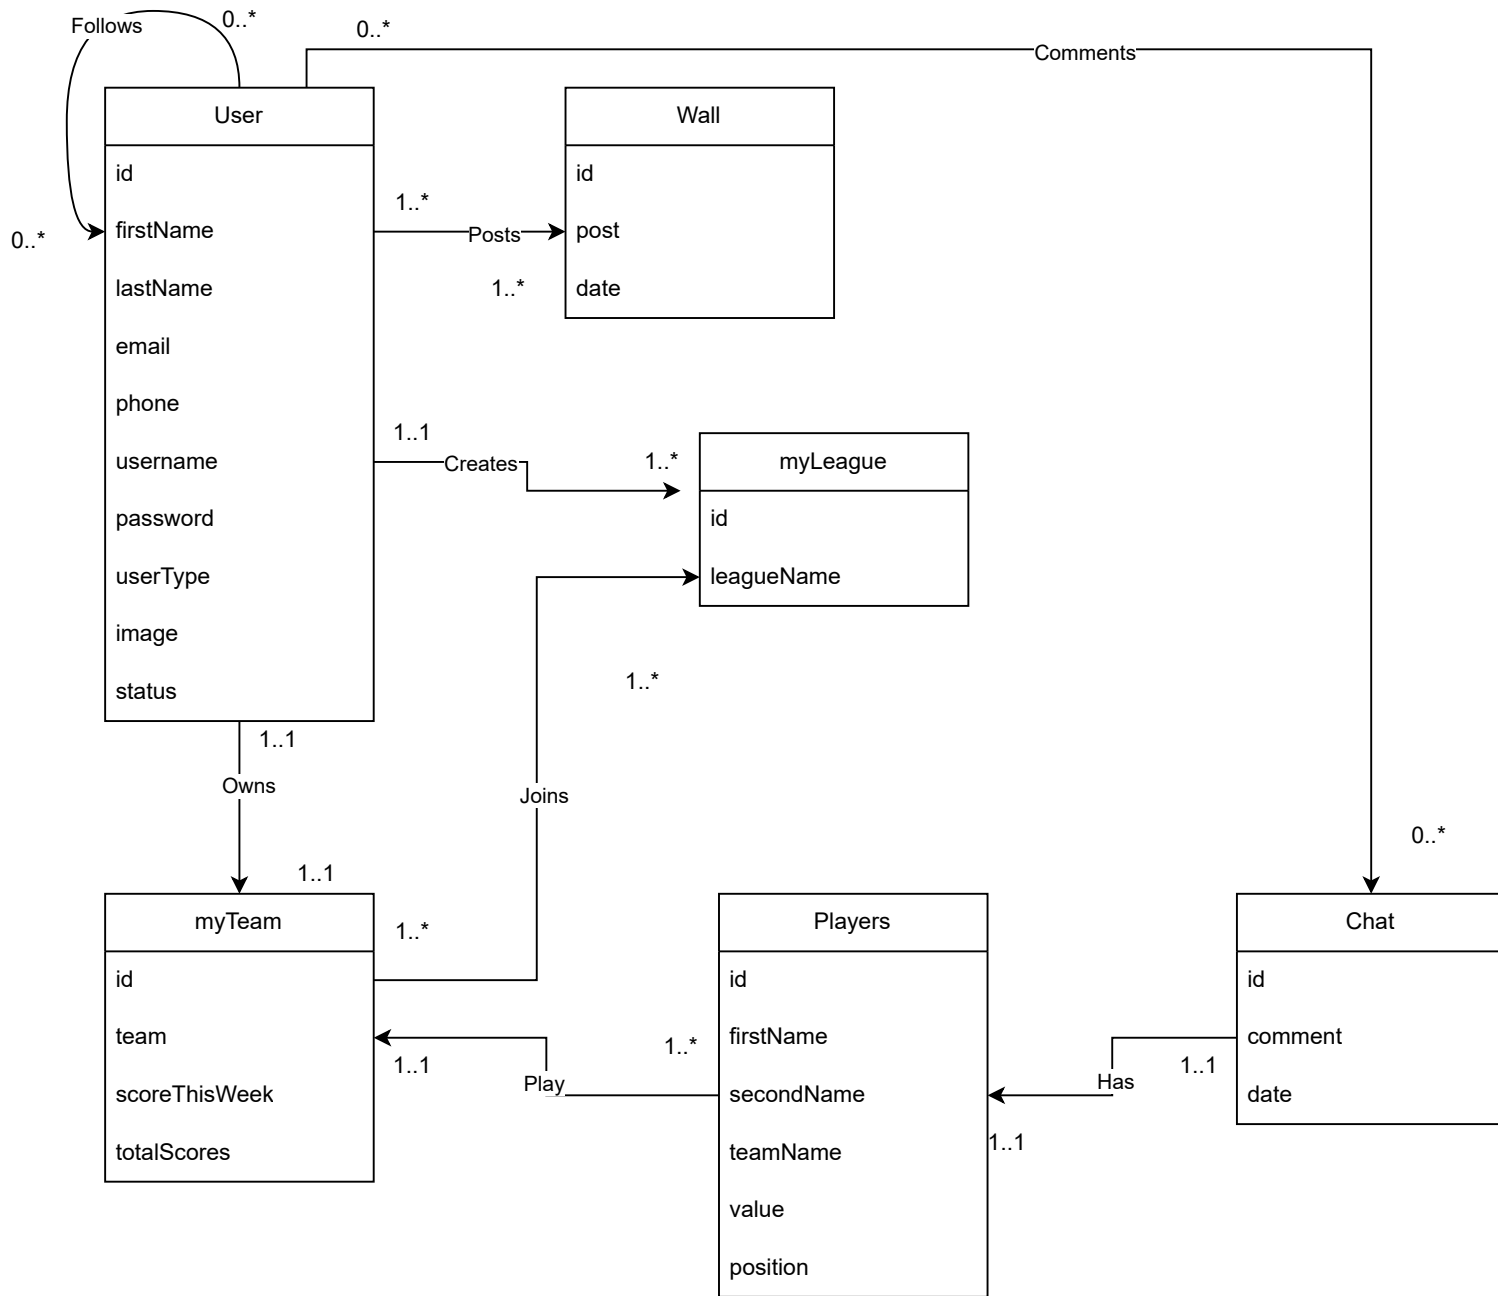 Follows
0..*
0..*
Comments
User
Wall
id
id
firstName
1..*
Posts
post
0..*
lastName
1..*
date
email
phone
username
1..1
Creates
1..*
myLeague
password
id
userType
leagueName
image
status
1..*
1..1
Owns
Joins
0..*
1..1
myTeam
1..*
Players
Chat
id
id
id
team
1..1
Play
1..*
firstName
Has
1..1
comment
scoreThisWeek
secondName
1..1
date
totalScores
teamName
value
position